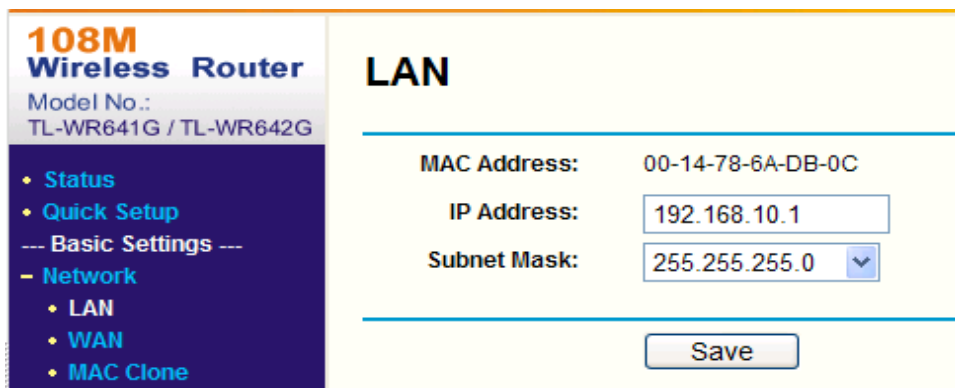 108M
Wireless Router
Model No.:
TL-WR641G / TL-WR642G
• Status
• Quick Setup
--- Basic Settings ---
– Network
• LAN
• WAN
• MAC Clone
LAN
MAC Address: 00-14-78-6A-DB-0C
IP Address: 192.168.10.1
Subnet Mask: 255.255.255.0
Save